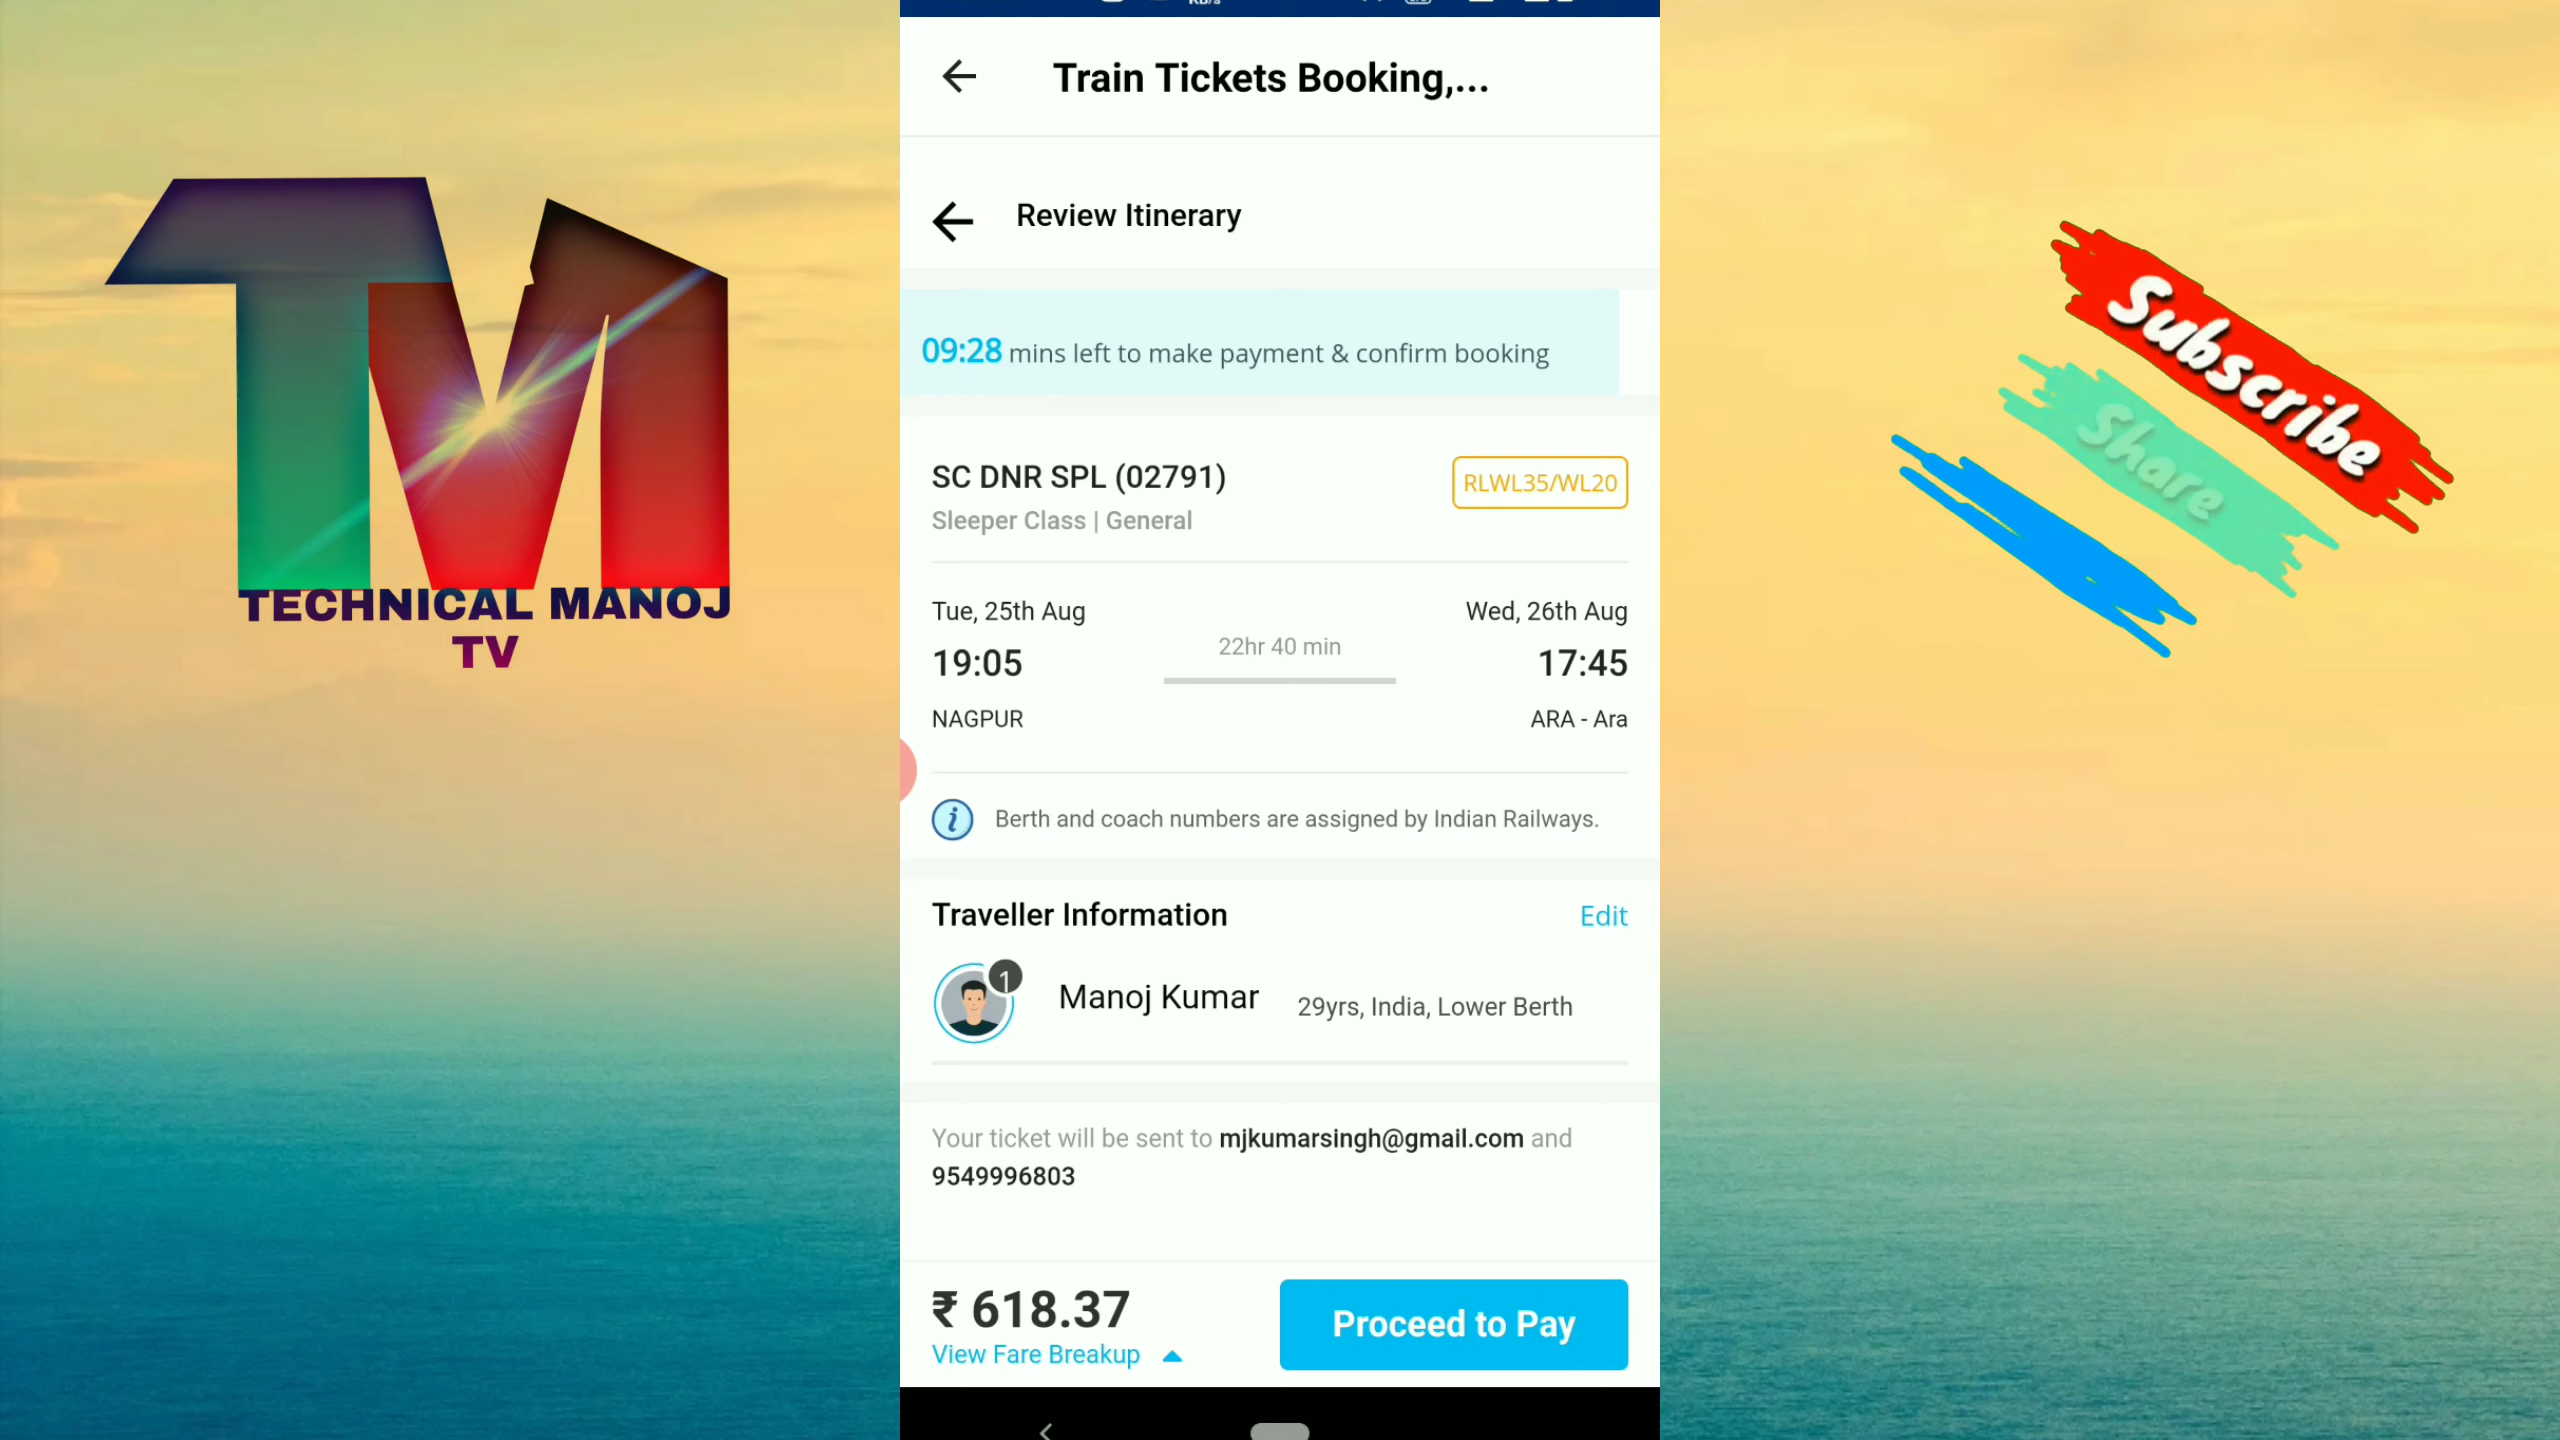 TECHNICAL MANOJ
TV
Train Tickets Booking,...
Review Itinerary
09:28 mins left to make payment & confirm booking
SC DNR SPL (02791)
RLWL35/WL20
Sleeper Class | General
Tue, 25th Aug
Wed, 26th Aug
22hr 40 min
19:05
17:45
NAGPUR
ARA - Ara
i Berth and coach numbers are assigned by Indian Railways.
Traveller Information
Edit
1
Manoj Kumar 29yrs, India, Lower Berth
Your ticket will be sent to mjkumarsingh@gmail.com and
9549996803
₹ 618.37
View Fare Breakup
Proceed to Pay
Subscribe
Share